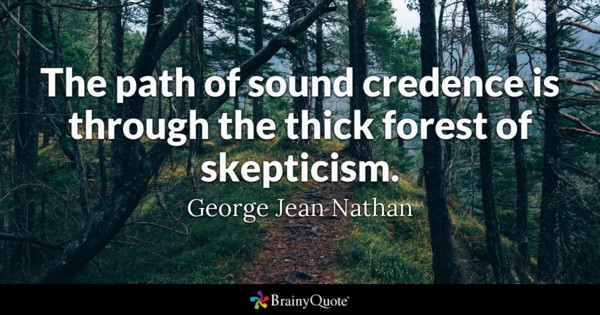 The path of sound credence is
through the thick forest of
skepticism.
George Jean Nathan
BrainyQuote®